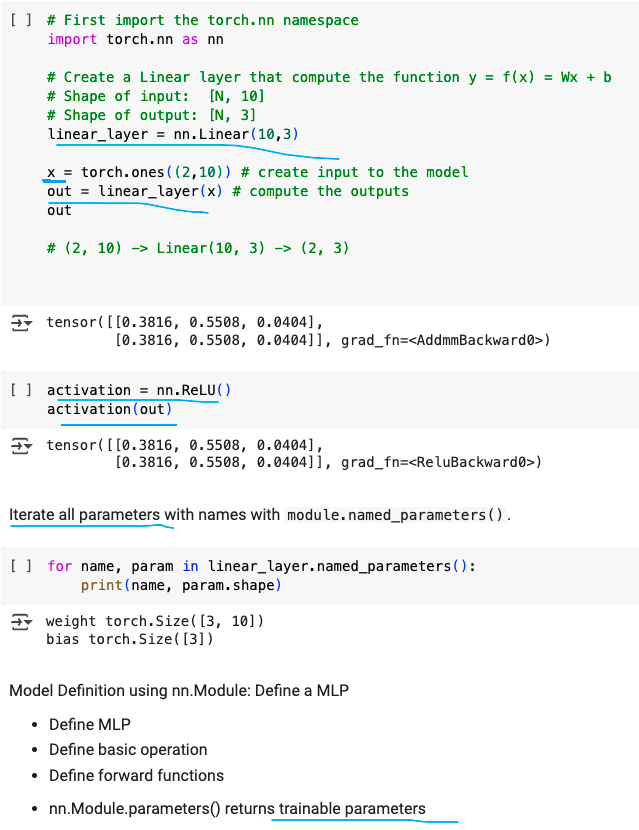 [ ] # First import the torch.nn namespace
import torch.nn as nn
# Create a Linear layer that compute the function y = f(x) = Wx + b
# Shape of input:  [N, 10]
# Shape of output: [N, 3]
linear_layer = nn.Linear(10,3)
x = torch.ones((2,10)) # create input to the model
out = linear_layer(x) # compute the outputs
out
# (2, 10) -> Linear(10, 3) -> (2, 3)
tensor([[0.3816, 0.5508, 0.0404],
[0.3816, 0.5508, 0.0404]], grad_fn=<AddmmBackward0>)
[ ] activation = nn.ReLU()
activation(out)
tensor([[0.3816, 0.5508, 0.0404],
[0.3816, 0.5508, 0.0404]], grad_fn=<ReluBackward0>)
Iterate all parameters with names with module.named_parameters().
[ ] for name, param in linear_layer.named_parameters():
print(name, param.shape)
weight torch.Size([3, 10])
bias torch.Size([3])
Model Definition using nn.Module: Define a MLP
• Define MLP
• Define basic operation
• Define forward functions
• nn.Module.parameters() returns trainable parameters